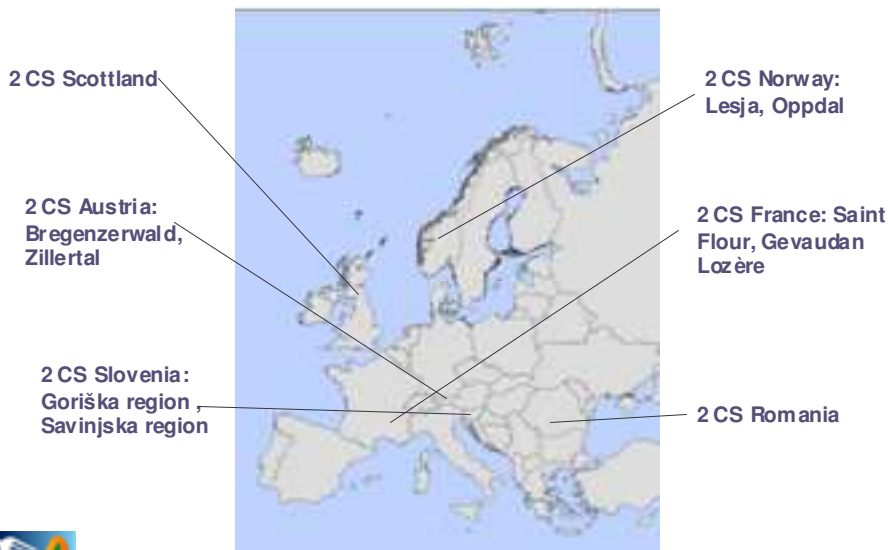 2 CS Scottland
2 CS Norway:
Lesja, Oppdal
2 CS Austria:
Bregenzerwald,
Zillertal
2 CS France: Saint
Flour, Gevaudan
Lozère
2 CS Slovenia:
Goriška region ,
Savinjska region
2 CS Romania